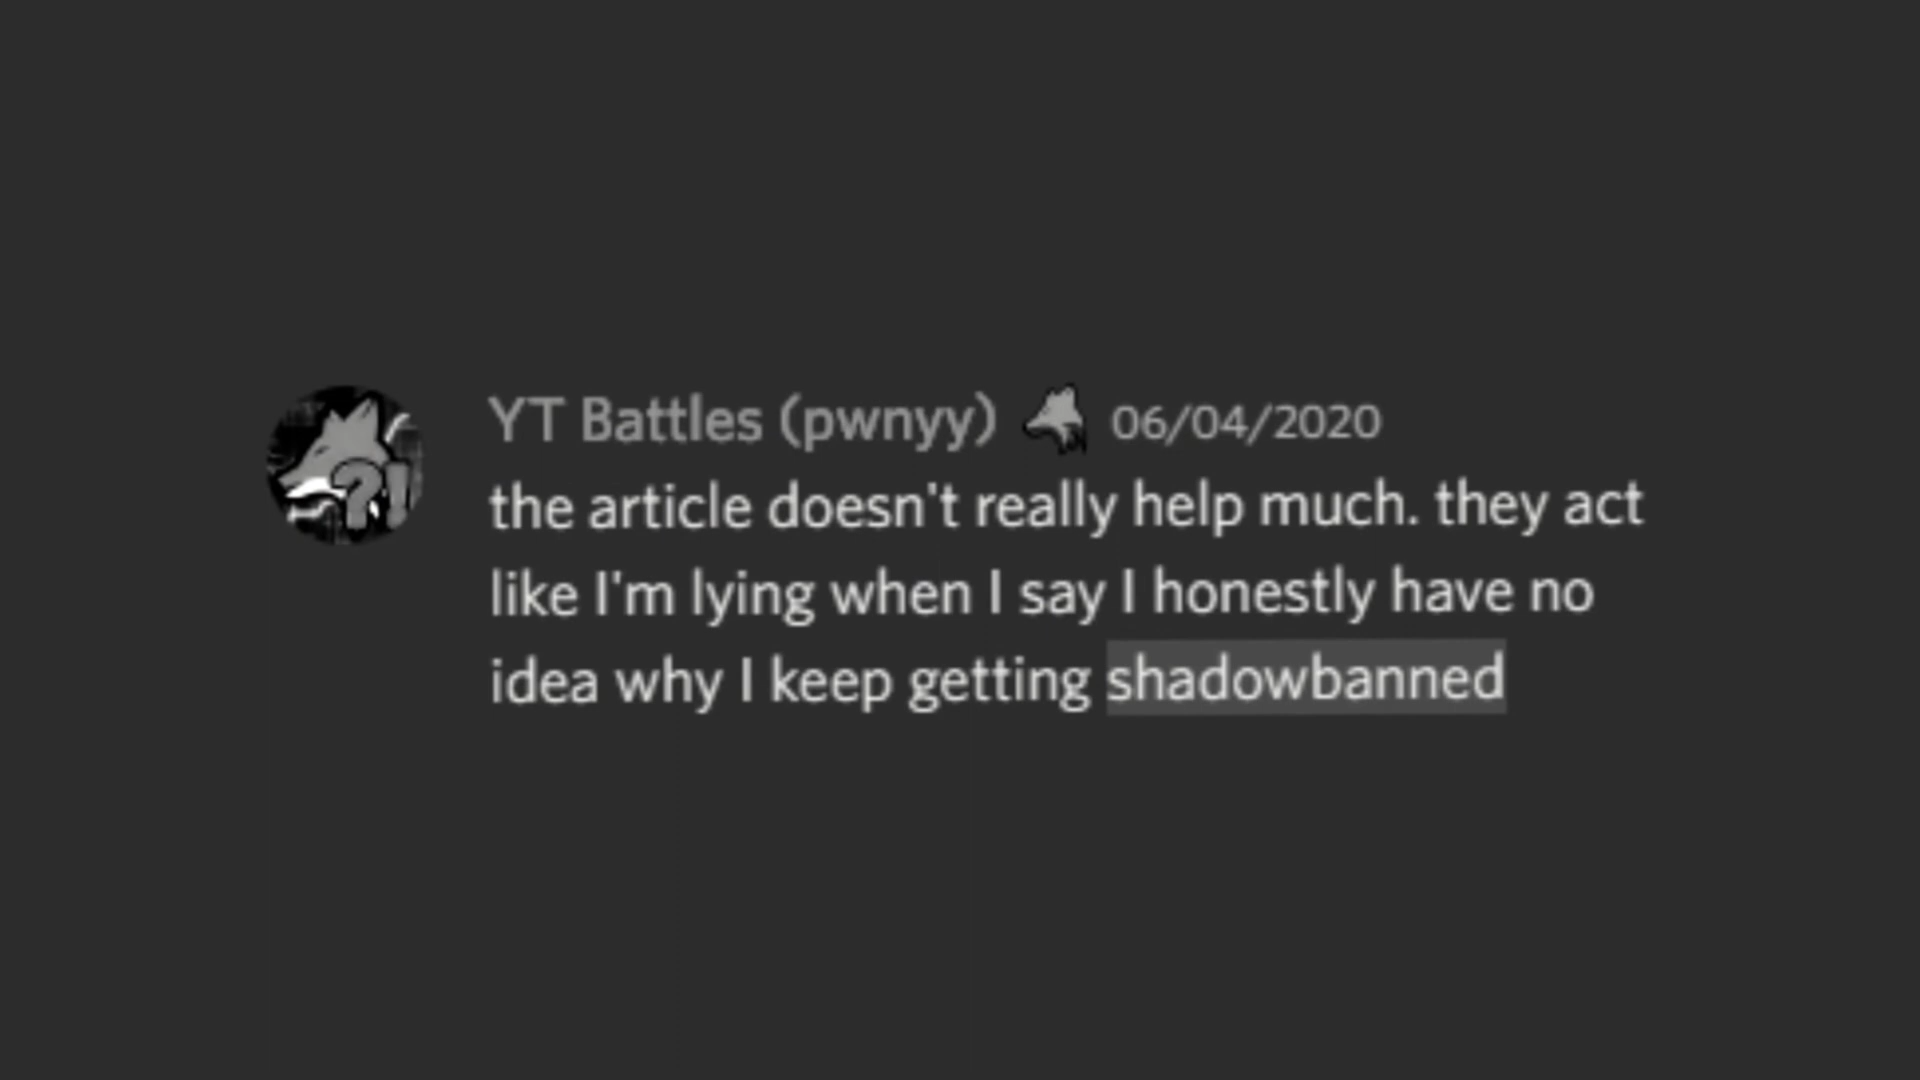 YT Battles (pwnyy) 06/04/2020
the article doesn't really help much. they act
like I'm lying when I say I honestly have no
idea why I keep getting shadowbanned
?!